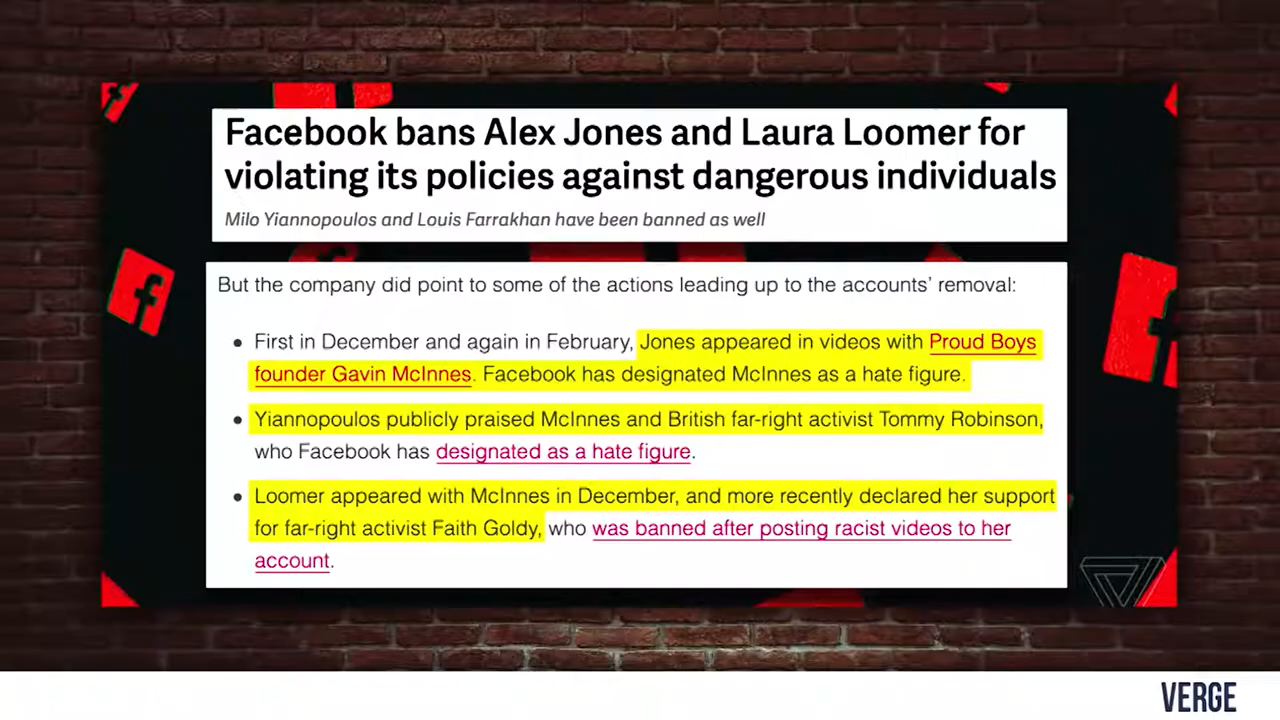 Facebook bans Alex Jones and Laura Loomer for
violating its policies against dangerous individuals
Milo Yiannopoulos and Louis Farrakhan have been banned as well
But the company did point to some of the actions leading up to the accounts’ removal:
• First in December and again in February, Jones appeared in videos with Proud Boys
founder Gavin McInnes. Facebook has designated McInnes as a hate figure.
• Yiannopoulos publicly praised McInnes and British far-right activist Tommy Robinson,
who Facebook has designated as a hate figure.
• Loomer appeared with McInnes in December, and more recently declared her support
for far-right activist Faith Goldy, who was banned after posting racist videos to her
account.
VERGE